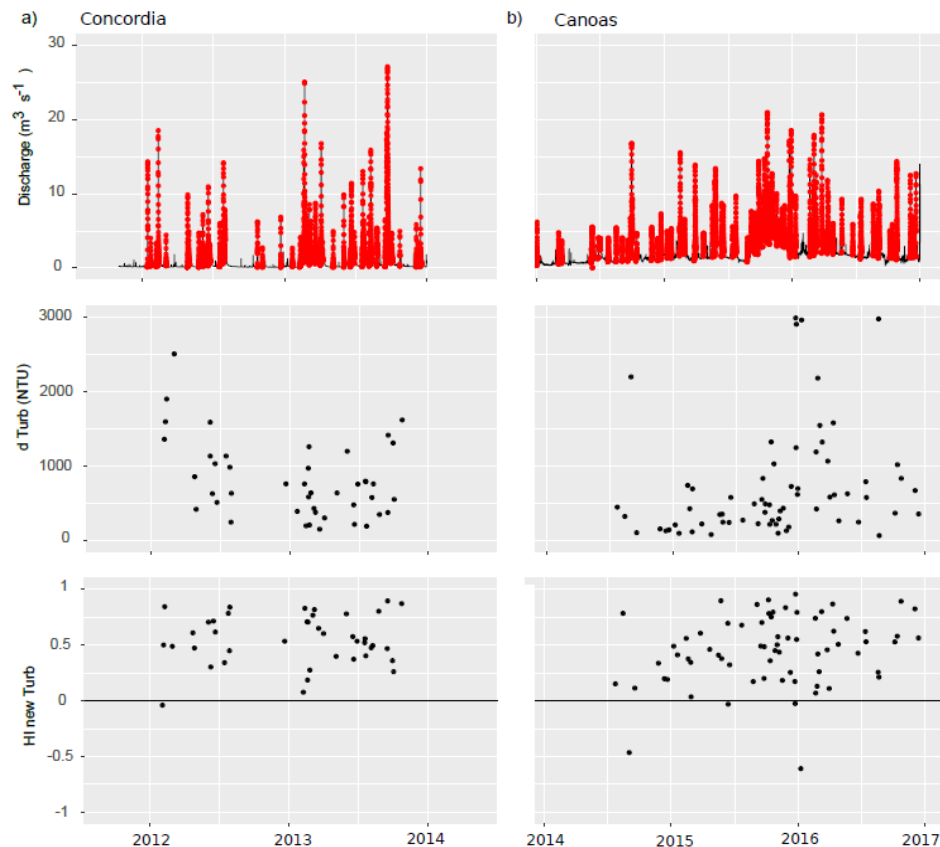 a) Concordia
b) Canoas
Discharge (m³ s⁻¹ )
30
20
10
0
d Turb (NTU)
3000
2000
1000
0
HI new Turb
1
0.5
0
-0.5
-1
2012 2013 2014
2014 2015 2016 2017